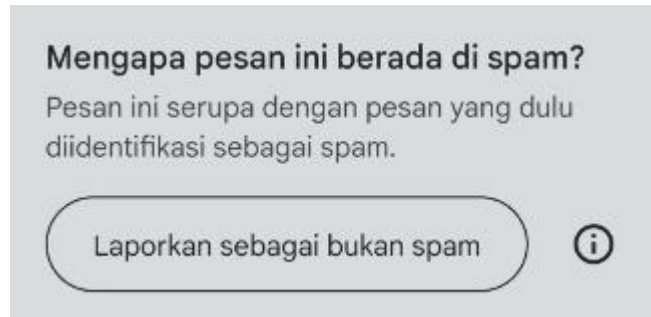 Mengapa pesan ini berada di spam?
Pesan ini serupa dengan pesan yang dulu
diidentifikasi sebagai spam.
Laporkan sebagai bukan spam